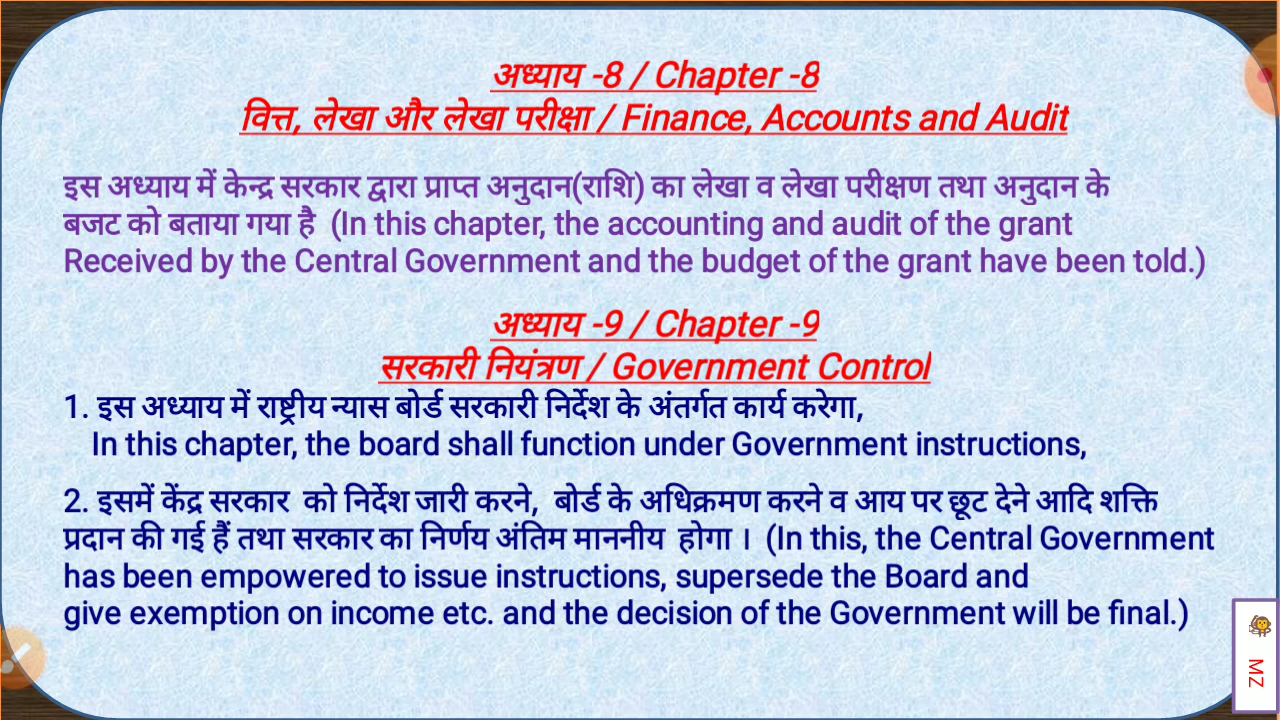 अध्याय -8 / Chapter -8
वित्त, लेखा और लेखा परीक्षा / Finance, Accounts and Audit
इस अध्याय में केन्द्र सरकार द्वारा प्राप्त अनुदान(राशि) का लेखा व लेखा परीक्षण तथा अनुदान के
बजट को बताया गया है (In this chapter, the accounting and audit of the grant
Received by the Central Government and the budget of the grant have been told.)
अध्याय -9 / Chapter -9
सरकारी नियंत्रण / Government Control
1. इस अध्याय में राष्ट्रीय न्यास बोर्ड सरकारी निर्देश के अंतर्गत कार्य करेगा,
In this chapter, the board shall function under Government instructions,
2. इसमें केंद्र सरकार को निर्देश जारी करने, बोर्ड के अधिक्रमण करने व आय पर छूट देने आदि शक्ति
प्रदान की गई हैं तथा सरकार का निर्णय अंतिम माननीय होगा । (In this, the Central Government
has been empowered to issue instructions, supersede the Board and
give exemption on income etc. and the decision of the Government will be final.)
MZ